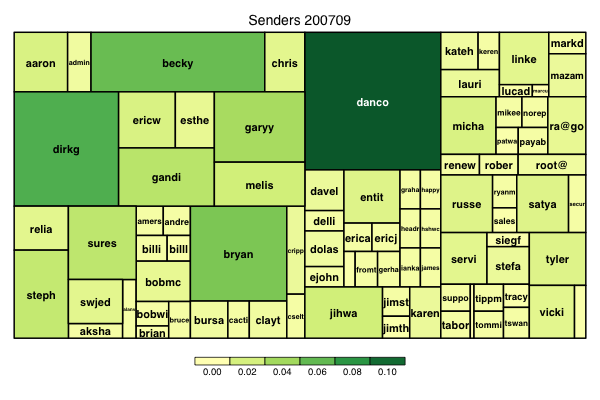 Senders 200709
aaron
admin
becky
chris
dirkg
ericw
esthe
garyy
gandi
melis
relia
steph
sures
swjed
aksha
amers
andre
billi
billl
bobmc
bobwi
bruce
brian
bryan
cripp
cselt
bursa
cacti
clayt
danco
davel
delli
dolas
ejohn
entit
erica
ericj
fromt
gerha
graha
happy
headr
hshwc
ilanka
james
jihwa
jimst
jimth
karen
kateh
keren
lauri
linke
lucad
marcu
markd
mazam
micha
mikee
norep
patwa
payab
ra@go
renew
rober
root@
russe
ryanm
sales
satya
secur
servi
siegf
stefa
tyler
suppo
tabor
tippm
tommi
tracy
tswan
vicki
0.00 0.02 0.04 0.06 0.08 0.10